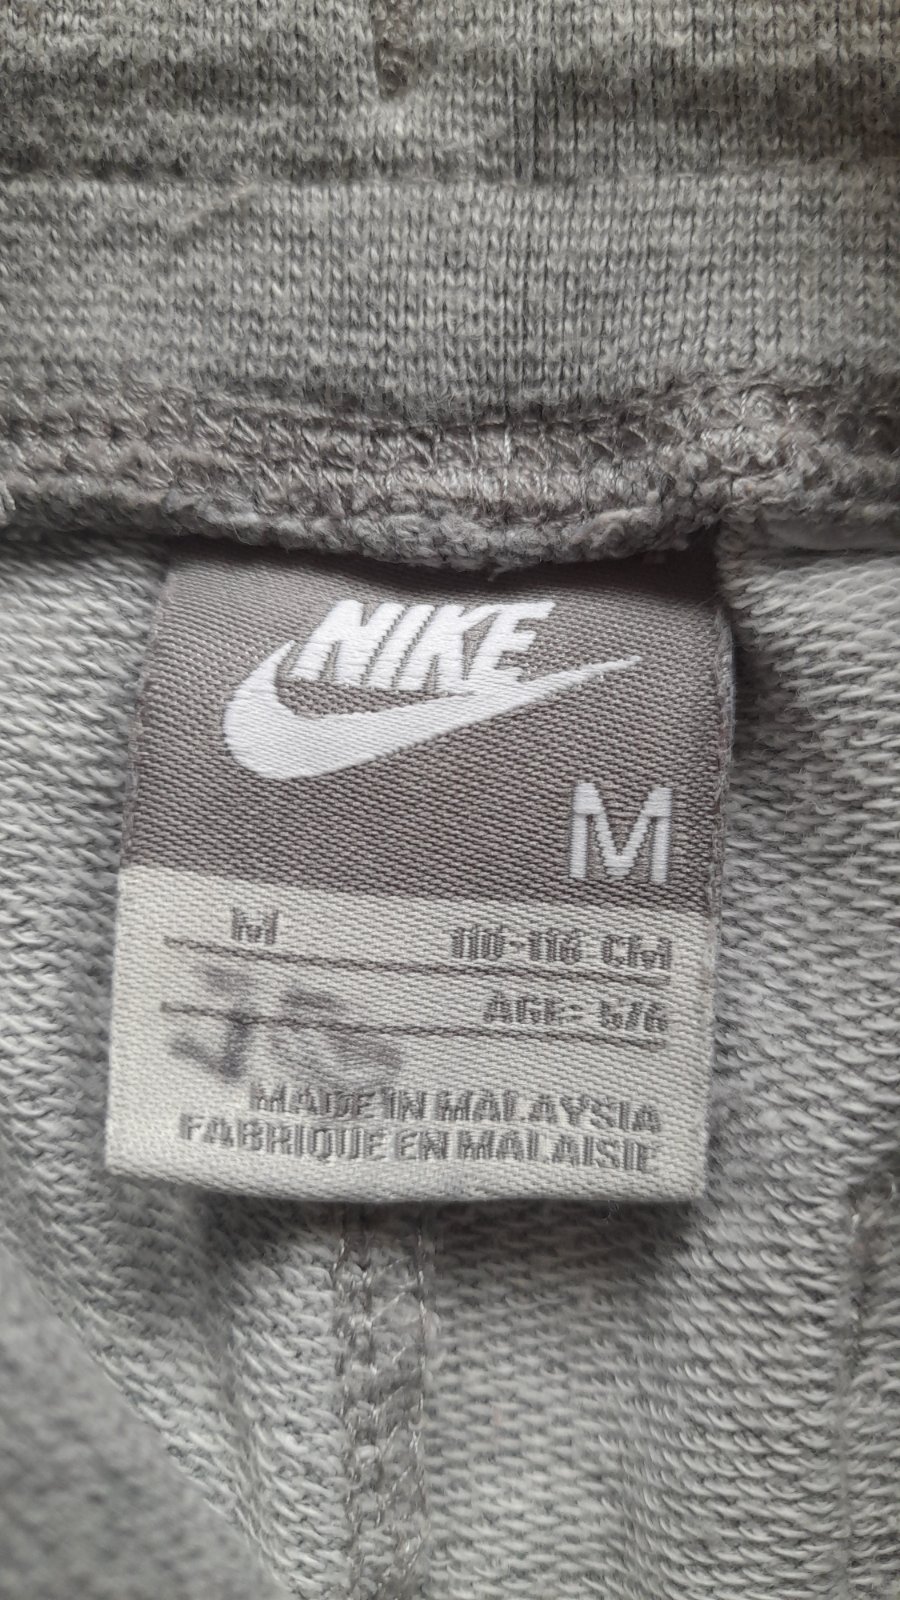 NIKE
M
M 110-116 CM
AGE: 5/6
MADE IN MALAYSIA
FABRIQUE EN MALAISIE